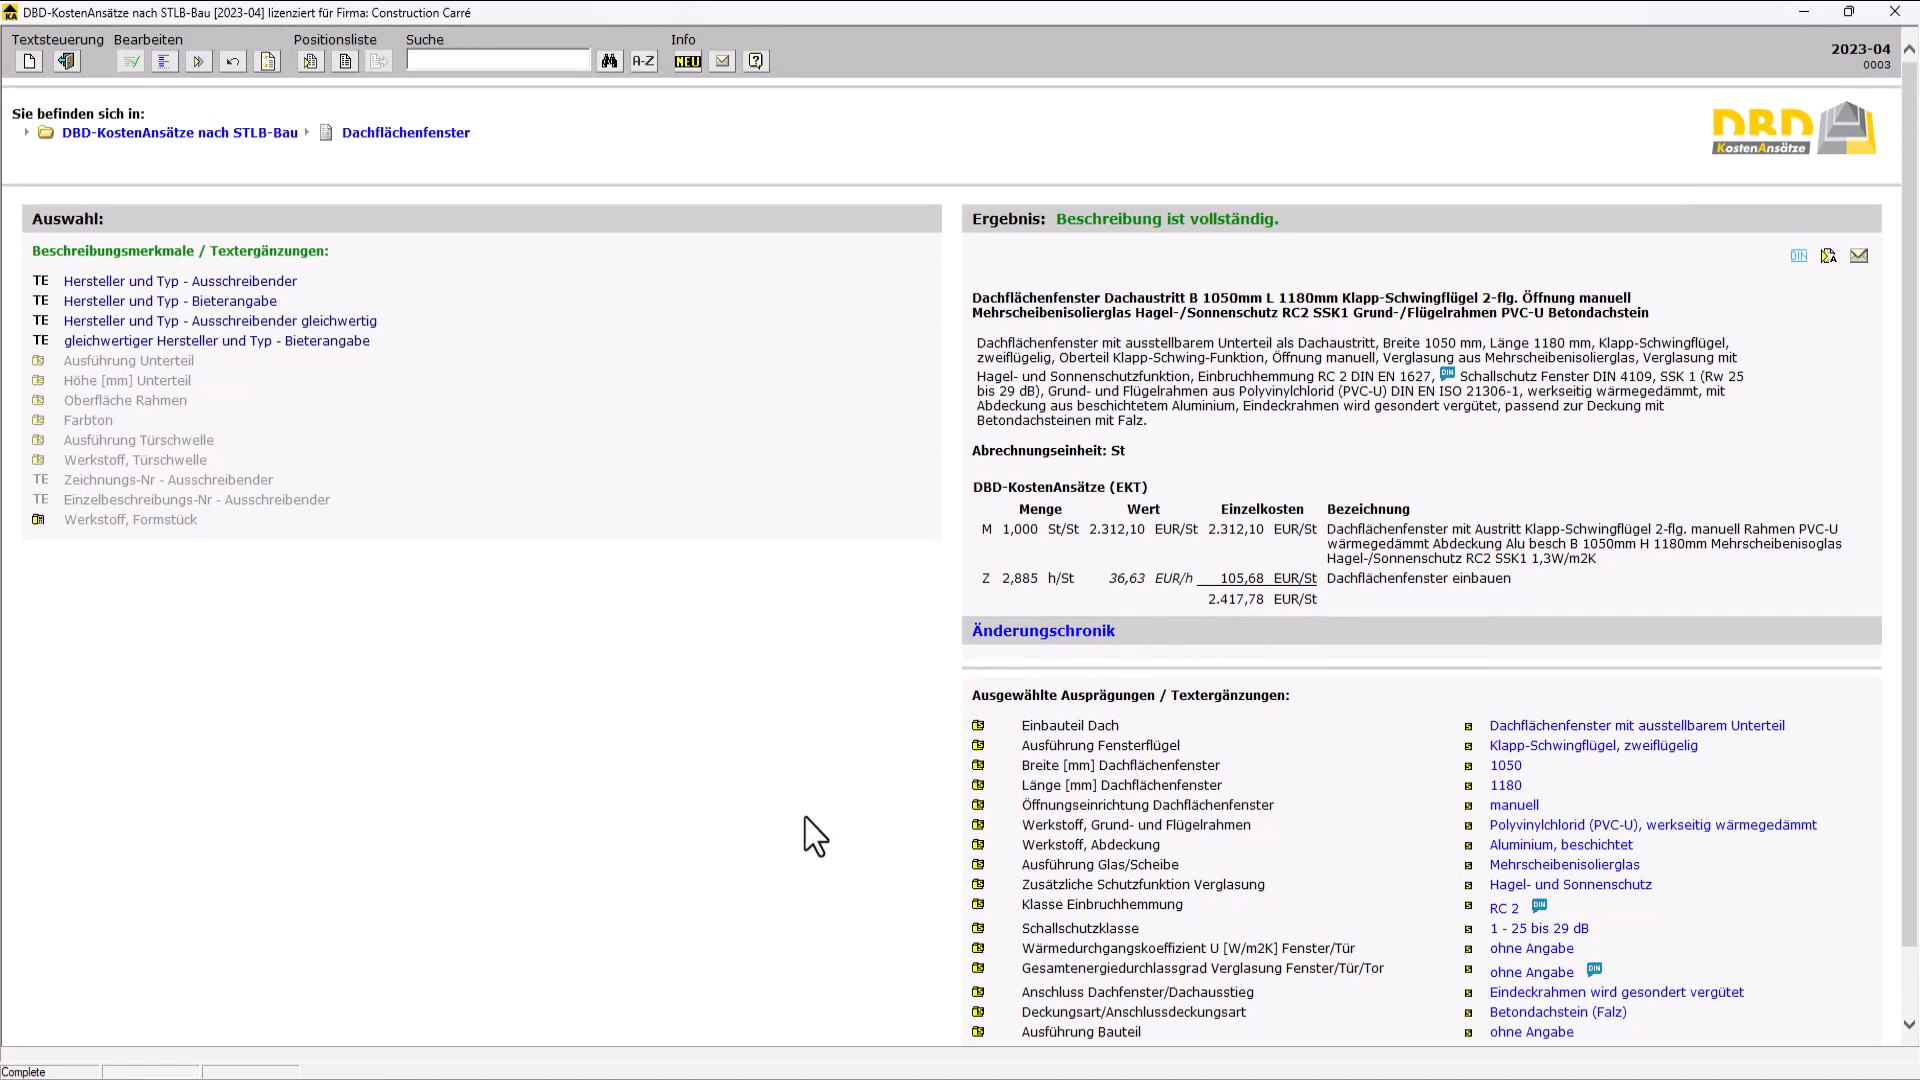 DBD-KostenAnsätze nach STLB-Bau [2023-04] lizenziert für Firma: Construction Carré
Textsteuerung Bearbeiten Positionsliste Suche Info
A-Z NEU
2023-04
0003
Sie befinden sich in:
DBD-KostenAnsätze nach STLB-Bau Dachflächenfenster
DBD
KostenAnsätze
Auswahl:
Beschreibungsmerkmale / Textergänzungen:
TE Hersteller und Typ - Ausschreibender
TE Hersteller und Typ - Bieterangabe
TE Hersteller und Typ - Ausschreibender gleichwertig
TE gleichwertiger Hersteller und Typ - Bieterangabe
Ausführung Unterteil
Höhe [mm] Unterteil
Oberfläche Rahmen
Farbton
Ausführung Türschwelle
Werkstoff, Türschwelle
TE Zeichnungs-Nr - Ausschreibender
TE Einzelbeschreibungs-Nr - Ausschreibender
Werkstoff, Formstück
Ergebnis: Beschreibung ist vollständig.
DIN
Dachflächenfenster Dachaustritt B 1050mm L 1180mm Klapp-Schwingflügel 2-flg. Öffnung manuell
Mehrscheibenisolierglas Hagel-/Sonnenschutz RC2 SSK1 Grund-/Flügelrahmen PVC-U Betondachstein
Dachflächenfenster mit ausstellbarem Unterteil als Dachaustritt, Breite 1050 mm, Länge 1180 mm, Klapp-Schwingflügel,
zweiflügelig, Oberteil Klapp-Schwing-Funktion, Öffnung manuell, Verglasung aus Mehrscheibenisolierglas, Verglasung mit
Hagel- und Sonnenschutzfunktion, Einbruchhemmung RC 2 DIN EN 1627, DIN Schallschutz Fenster DIN 4109, SSK 1 (Rw 25
bis 29 dB), Grund- und Flügelrahmen aus Polyvinylchlorid (PVC-U) DIN EN ISO 21306-1, werkseitig wärmegedämmt, mit
Abdeckung aus beschichtetem Aluminium, Eindeckrahmen wird gesondert vergütet, passend zur Deckung mit
Betondachsteinen mit Falz.
Abrechnungseinheit: St
DBD-KostenAnsätze (EKT)
Menge Wert Einzelkosten Bezeichnung
M 1,000 St/St 2.312,10 EUR/St 2.312,10 EUR/St Dachflächenfenster mit Austritt Klapp-Schwingflügel 2-flg. manuell Rahmen PVC-U
wärmegedämmt Abdeckung Alu besch B 1050mm H 1180mm Mehrscheibenisoglas
Hagel-/Sonnenschutz RC2 SSK1 1,3W/m2K
Z 2,885 h/St 36,63 EUR/h 105,68 EUR/St Dachflächenfenster einbauen
2.417,78 EUR/St
Änderungschronik
Ausgewählte Ausprägungen / Textergänzungen:
Einbauteil Dach Dachflächenfenster mit ausstellbarem Unterteil
Ausführung Fensterflügel Klapp-Schwingflügel, zweiflügelig
Breite [mm] Dachflächenfenster 1050
Länge [mm] Dachflächenfenster 1180
Öffnungseinrichtung Dachflächenfenster manuell
Werkstoff, Grund- und Flügelrahmen Polyvinylchlorid (PVC-U), werkseitig wärmegedämmt
Werkstoff, Abdeckung Aluminium, beschichtet
Ausführung Glas/Scheibe Mehrscheibenisolierglas
Zusätzliche Schutzfunktion Verglasung Hagel- und Sonnenschutz
Klasse Einbruchhemmung RC 2 DIN
Schallschutzklasse 1 - 25 bis 29 dB
Wärmedurchgangskoeffizient U [W/m2K] Fenster/Tür ohne Angabe
Gesamtenergiedurchlassgrad Verglasung Fenster/Tür/Tor ohne Angabe DIN
Anschluss Dachfenster/Dachausstieg Eindeckrahmen wird gesondert vergütet
Deckungsart/Anschlussdeckungsart Betondachstein (Falz)
Ausführung Bauteil ohne Angabe
Complete